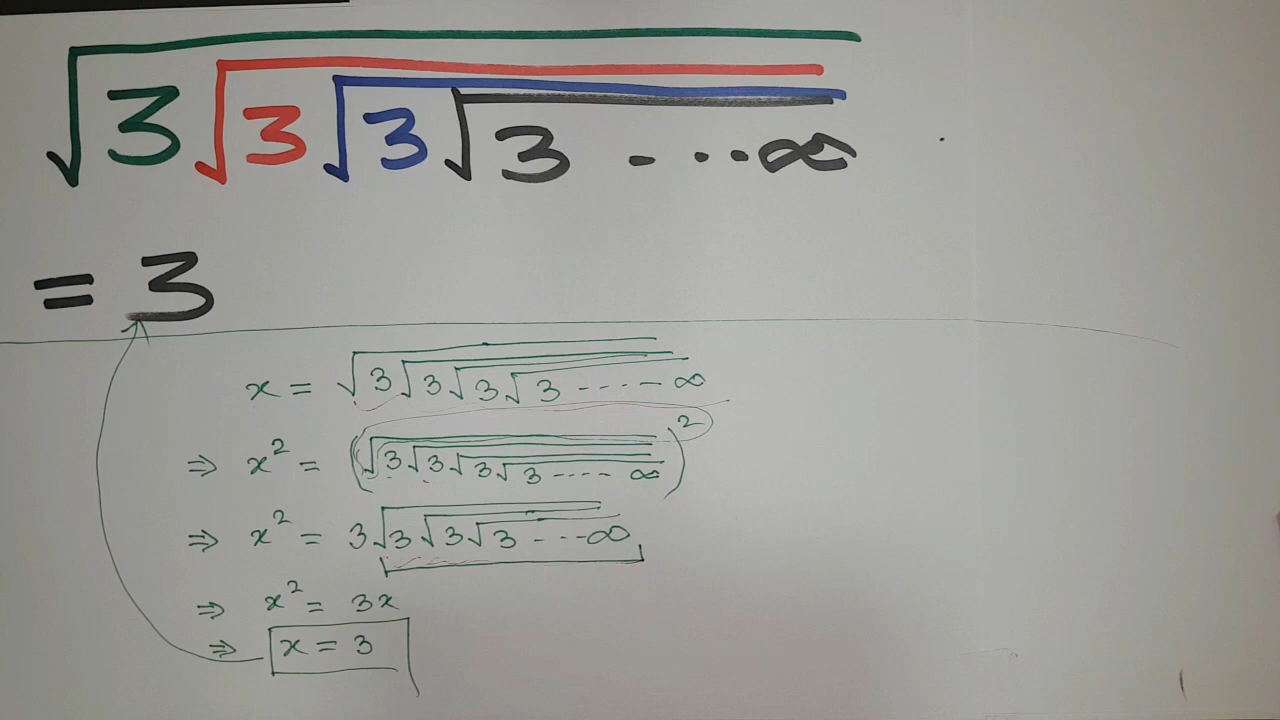 √3√3√3√3 - ··· ∞
= 3
x = √3√3√3√3 ----- ∞
⇒ x² = (√3√3√3√3 ----- ∞)²
⇒ x² = 3√3√3√3 ----∞
⇒ x² = 3x
⇒ x = 3